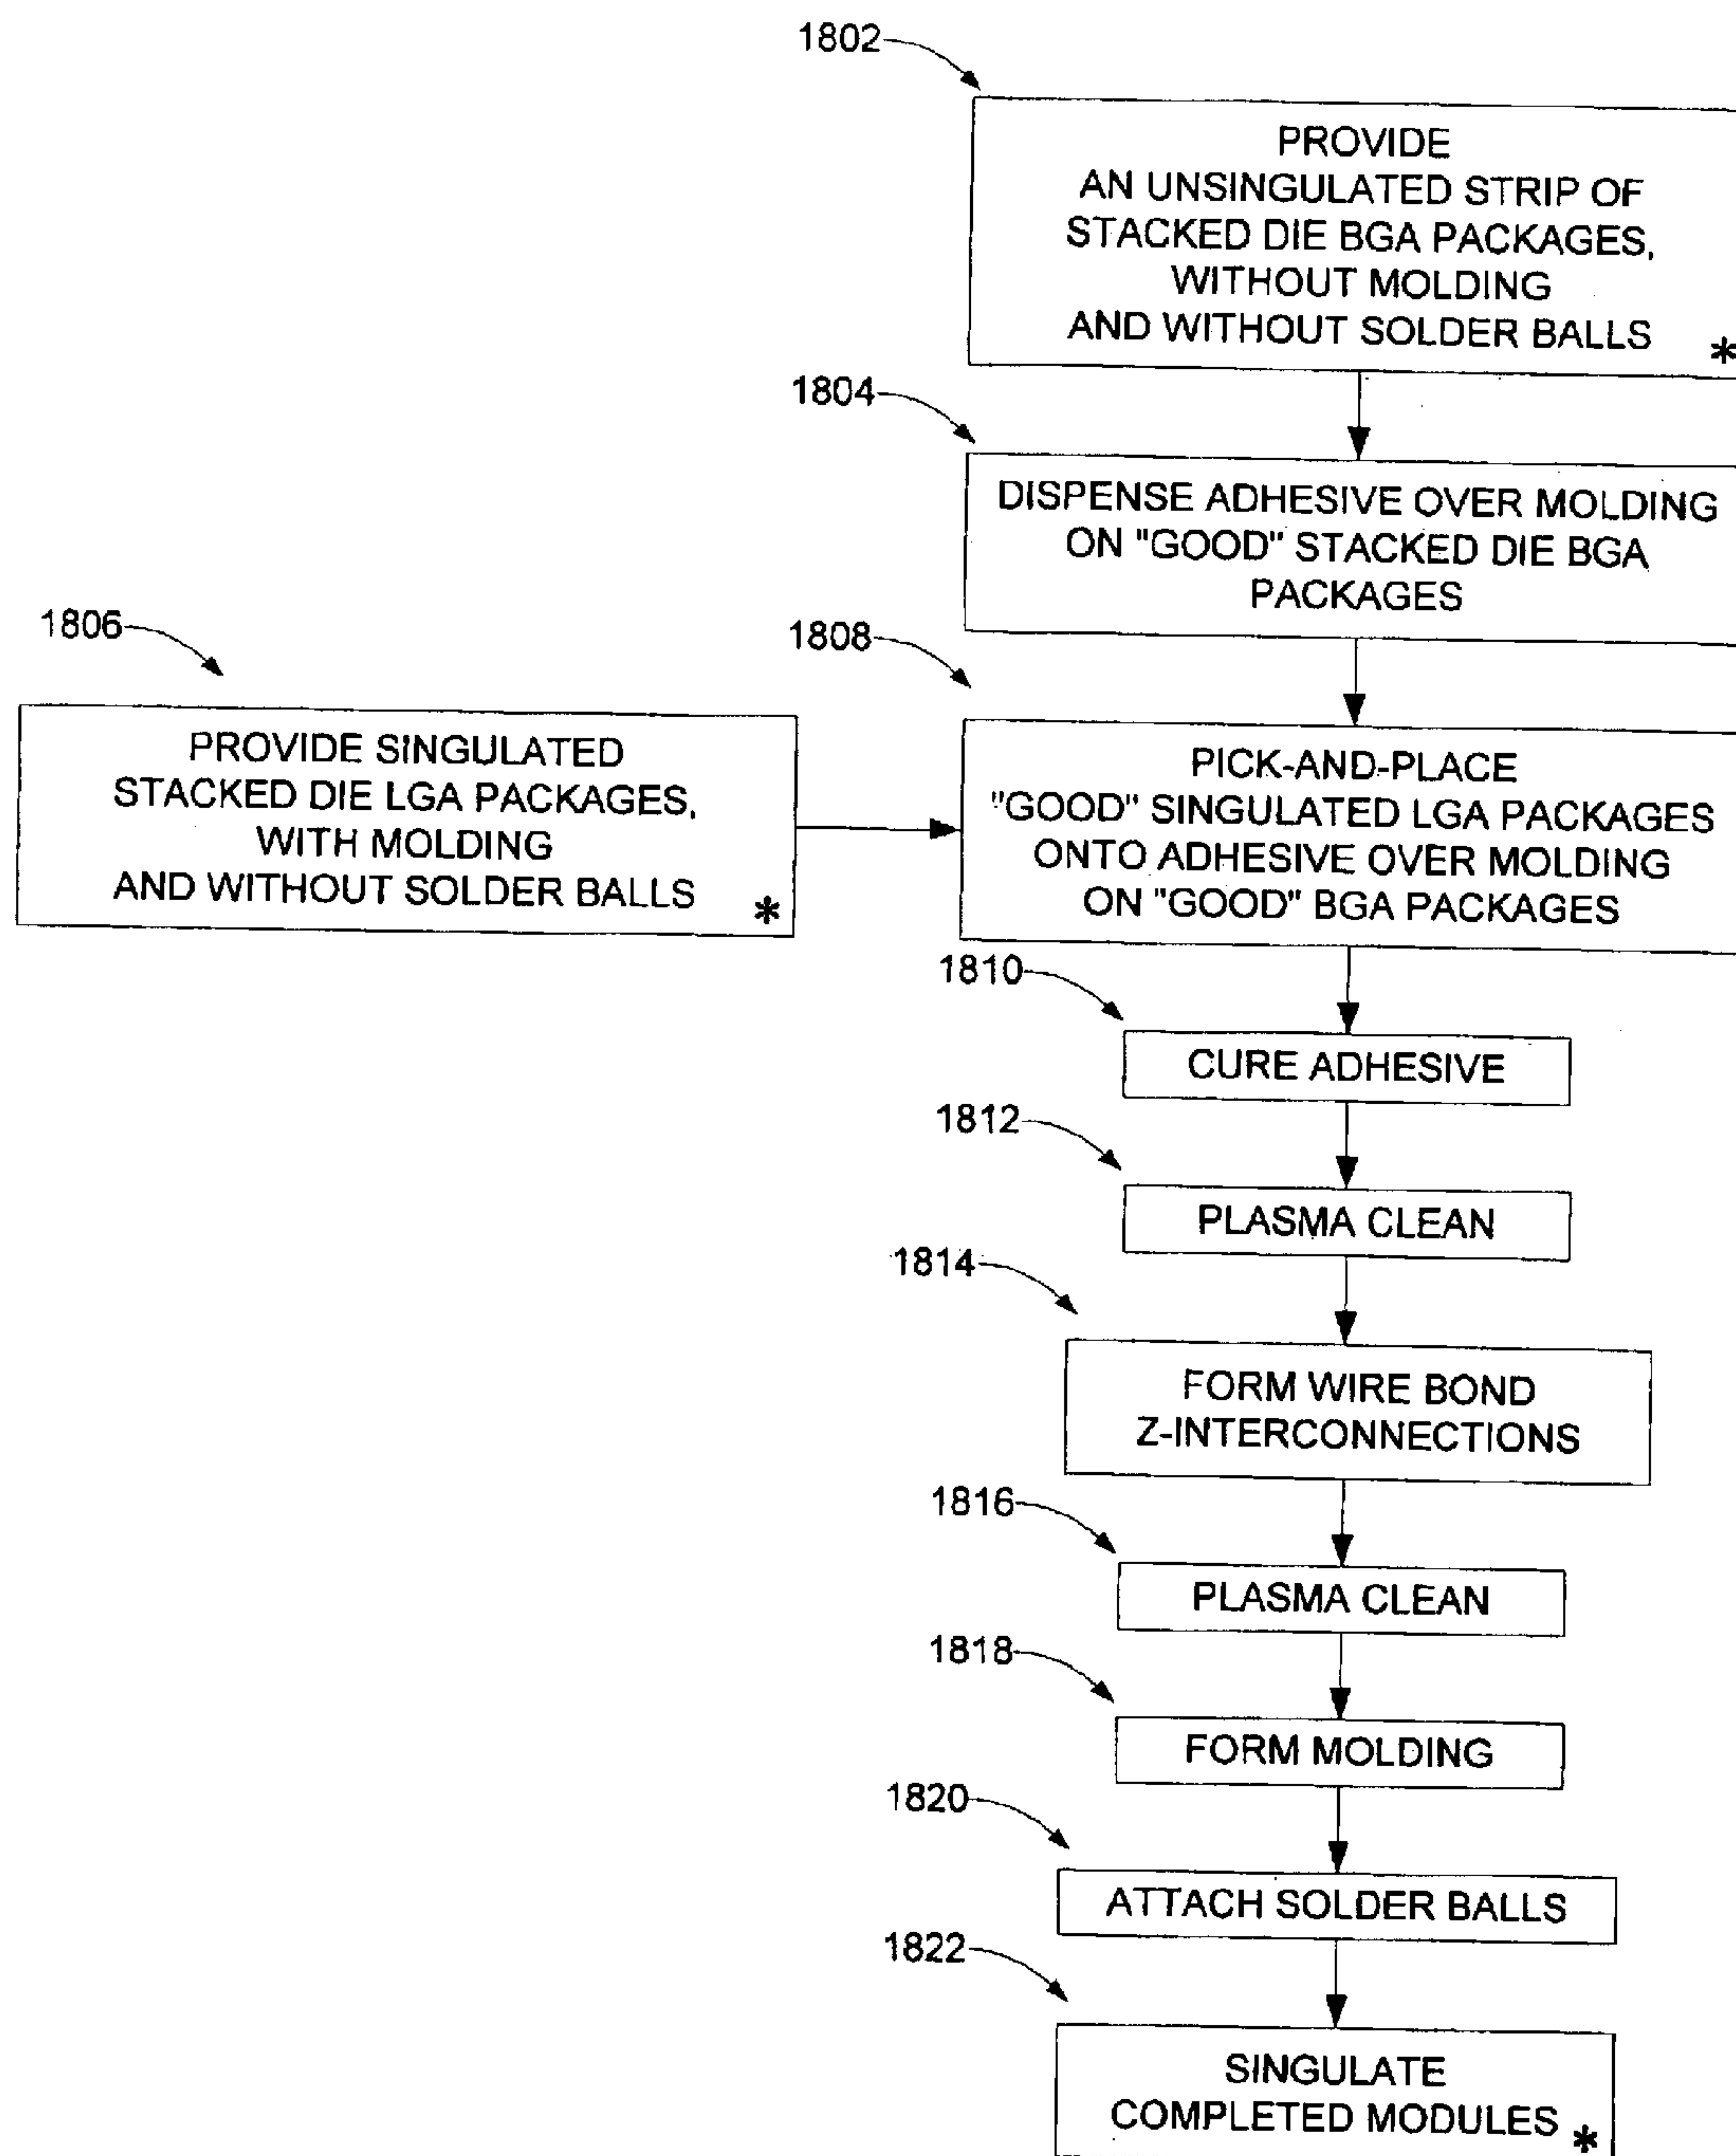 1802
PROVIDE
AN UNSINGULATED STRIP OF
STACKED DIE BGA PACKAGES,
WITHOUT MOLDING
AND WITHOUT SOLDER BALLS *
1804
DISPENSE ADHESIVE OVER MOLDING
ON "GOOD" STACKED DIE BGA
PACKAGES
1806
PROVIDE SINGULATED
STACKED DIE LGA PACKAGES,
WITH MOLDING
AND WITHOUT SOLDER BALLS *
1808
PICK-AND-PLACE
"GOOD" SINGULATED LGA PACKAGES
ONTO ADHESIVE OVER MOLDING
ON "GOOD" BGA PACKAGES
1810
CURE ADHESIVE
1812
PLASMA CLEAN
1814
FORM WIRE BOND
Z-INTERCONNECTIONS
1816
PLASMA CLEAN
1818
FORM MOLDING
1820
ATTACH SOLDER BALLS
1822
SINGULATE
COMPLETED MODULES *